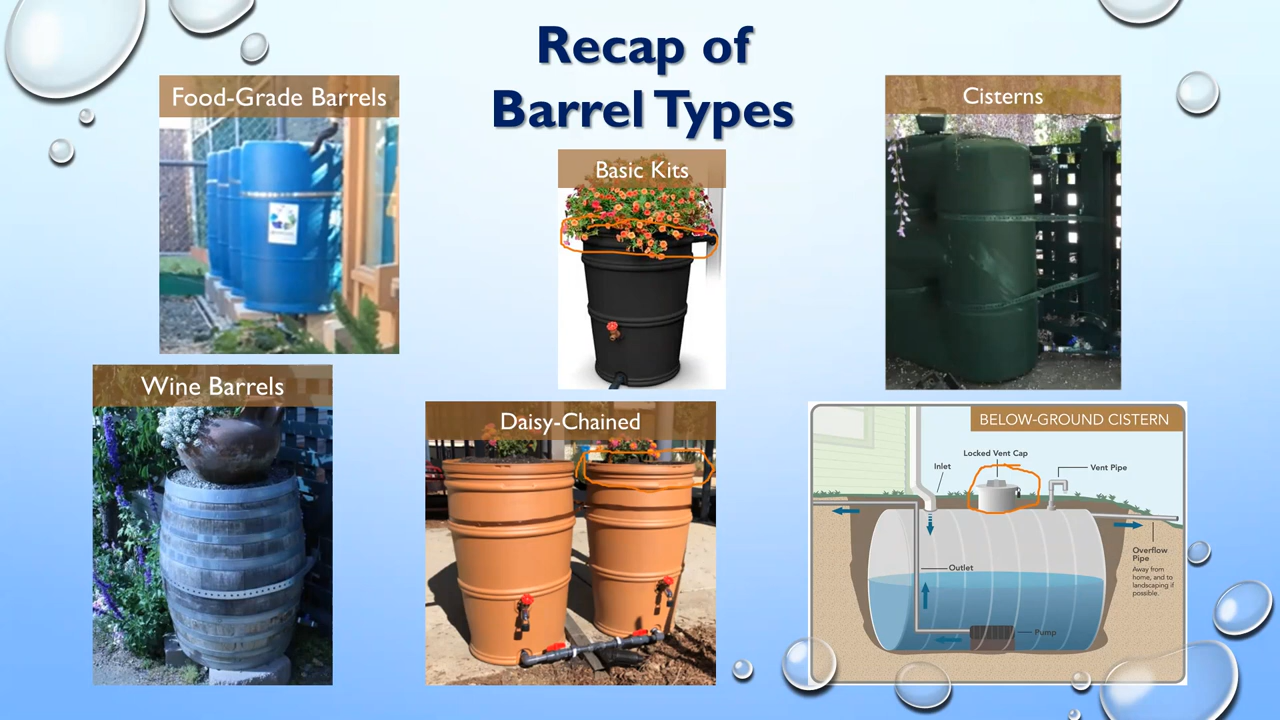 Recap of
Barrel Types
Food-Grade Barrels
Basic Kits
Cisterns
Wine Barrels
Daisy-Chained
BELOW-GROUND CISTERN
Locked Vent Cap
Inlet
Vent Pipe
Overflow
Pipe
Away from
home, and to
landscaping if
possible.
Outlet
Pump